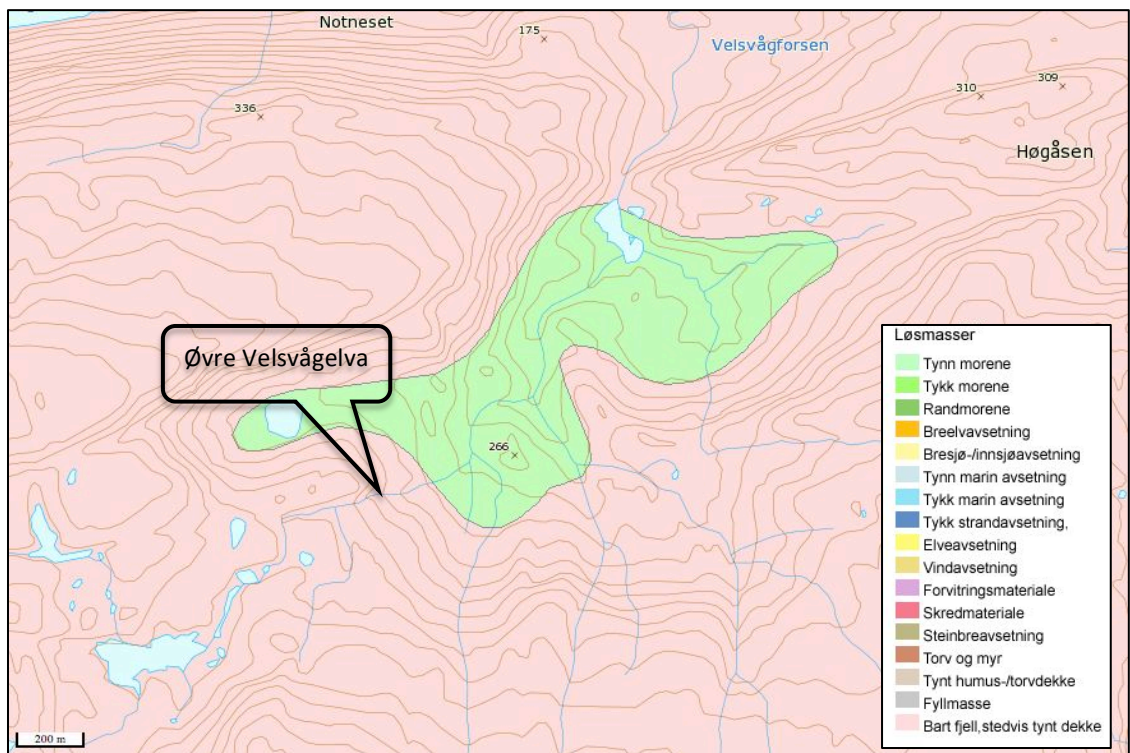 Notneset
175
Velsvågforsen
336
310
309
Høgåsen
Øvre Velsvågelva
266
200 m
Løsmasser
Tynn morene
Tykk morene
Randmorene
Breelvavsetning
Bresjø-/innsjøavsetning
Tynn marin avsetning
Tykk marin avsetning
Tykk strandavsetning,
Elveavsetning
Vindavsetning
Forvitringsmateriale
Skredmateriale
Steinbreavsetning
Torv og myr
Tynt humus-/torvdekke
Fyllmasse
Bart fjell,stedvis tynt dekke